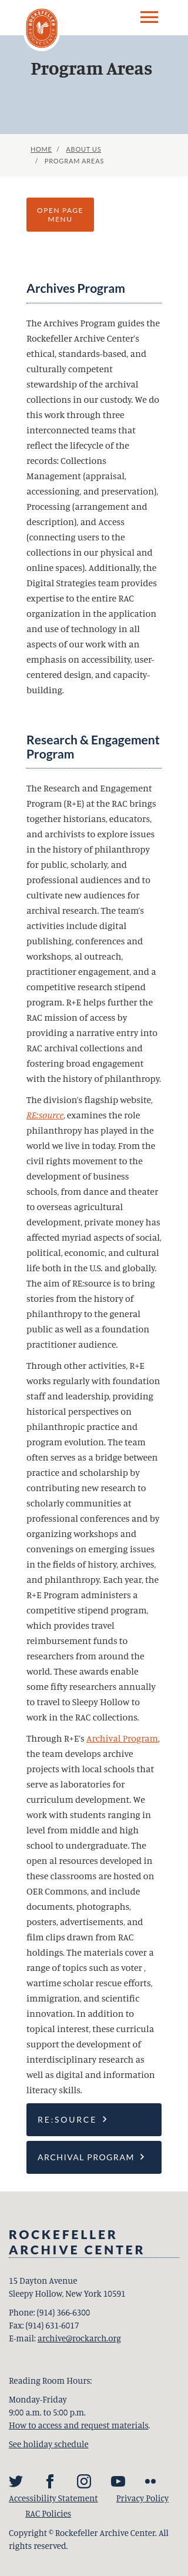 ROCKEFELLER
ARCHIVE CENTER
Program Areas
HOME / ABOUT US
/ PROGRAM AREAS
OPEN PAGE
MENU
Archives Program
The Archives Program guides the
Rockefeller Archive Center's
ethical, standards-based, and
culturally competent
stewardship of the archival
collections in our custody. We do
this work through three
interconnected teams that
reflect the lifecycle of the
records: Collections
Management (appraisal,
accessioning, and preservation),
Processing (arrangement and
description), and Access
(connecting users to the
collections in our physical and
online spaces). Additionally, the
Digital Strategies team provides
expertise to the entire RAC
organization in the application
and use of technology in all
aspects of our work with an
emphasis on accessibility, user-
centered design, and capacity-
building.
Research & Engagement
Program
The Research and Engagement
Program (R+E) at the RAC brings
together historians, educators,
and archivists to explore issues
in the history of philanthropy
for public, scholarly, and
professional audiences and to
cultivate new audiences for
archival research. The team's
activities include digital
publishing, conferences and
workshops, al outreach,
practitioner engagement, and a
competitive research stipend
program. R+E helps further the
RAC mission of access by
providing a narrative entry into
RAC archival collections and
fostering broad engagement
with the history of philanthropy.
The division's flagship website,
RE:source, examines the role
philanthropy has played in the
world we live in today. From the
civic rights movement to the
development of business
schools, from dance and theater
to overseas agricultural
development, private money has
affected myriad aspects of social,
political, economic, and cultural
life both in the U.S. and globally.
The aim of RE:source is to bring
stories from the history of
philanthropy to the general
public as well as a foundation
practitioner audience.
Through other activities, R+E
works regularly with foundation
staff and leadership, providing
historical perspectives on
philanthropic practice and
program evolution. The team
often serves as a bridge between
practice and scholarship by
contributing new research to
scholarly communities at
professional conferences and by
organizing workshops and
convenings on emerging issues
in the fields of history, archives,
and philanthropy. Each year, the
R+E Program administers a
competitive stipend program,
which provides travel
reimbursement funds to
researchers from around the
world. These awards enable
some fifty researchers annually
to travel to Sleepy Hollow to
work in the RAC collections.
Through R+E's Archival Program,
the team develops archive
projects with local schools that
serve as laboratories for
curriculum development. We
work with students ranging in
level from middle and high
school to undergraduate. The
open al resources developed in
these classrooms are hosted on
OER Commons, and include
documents, photographs,
posters, advertisements, and
film clips drawn from RAC
holdings. The materials cover a
range of topics such as voter ,
wartime scholar rescue efforts,
immigration, and scientific
innovation. In addition to
topical interest, these curricula
support the development of
interdisciplinary research as
well as information and data
literacy skills.
RE:SOURCE
ARCHIVAL PROGRAM
ROCKEFELLER
ARCHIVE CENTER
15 Dayton Avenue
Sleepy Hollow, New York 10591
Phone: (914) 366-6300
Fax: (914) 631-6017
E-mail: archive@rockarch.org
Reading Room Hours:
Monday-Friday
9:00 a.m. to 5:00 p.m.
How to access and request materials.
See holiday schedule
Accessibility Statement Privacy Policy
RAC Policies
Copyright © Rockefeller Archive Center. All
rights reserved.